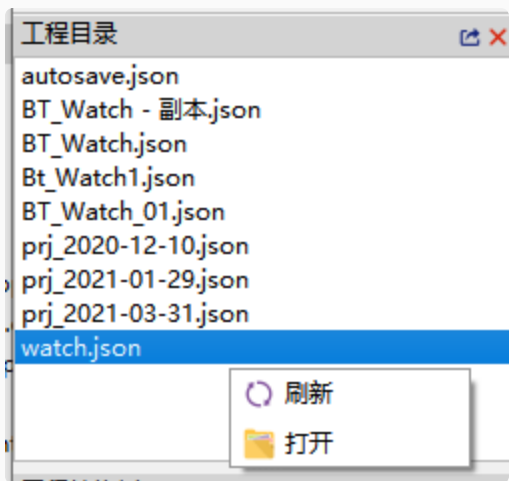 工程目录
autosave.json
BT_Watch - 副本.json
BT_Watch.json
Bt_Watch1.json
BT_Watch_01.json
prj_2020-12-10.json
prj_2021-01-29.json
prj_2021-03-31.json
watch.json
刷新
打开